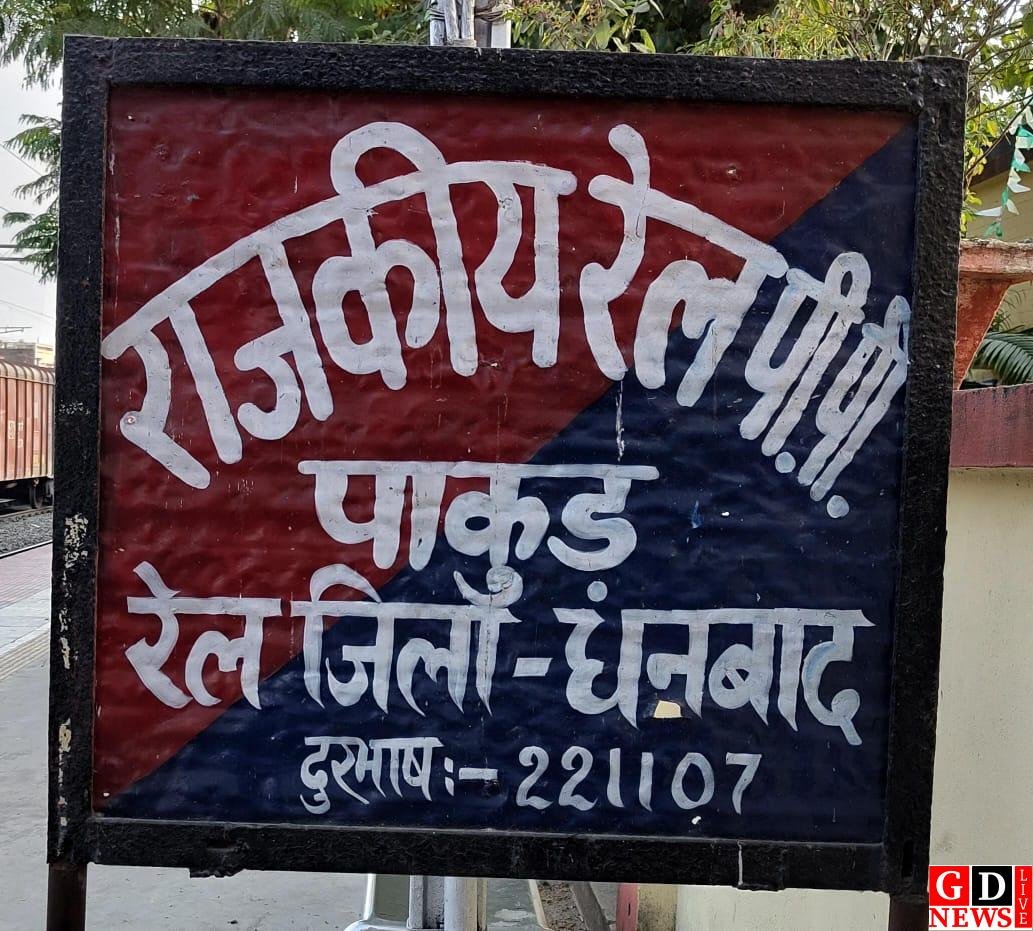 राजकीय रेल पी.पी.
पाकुड़
रेल जिलाँ - धनबाद
दुरभाष :- 221107
GD
NEWS
LIVE